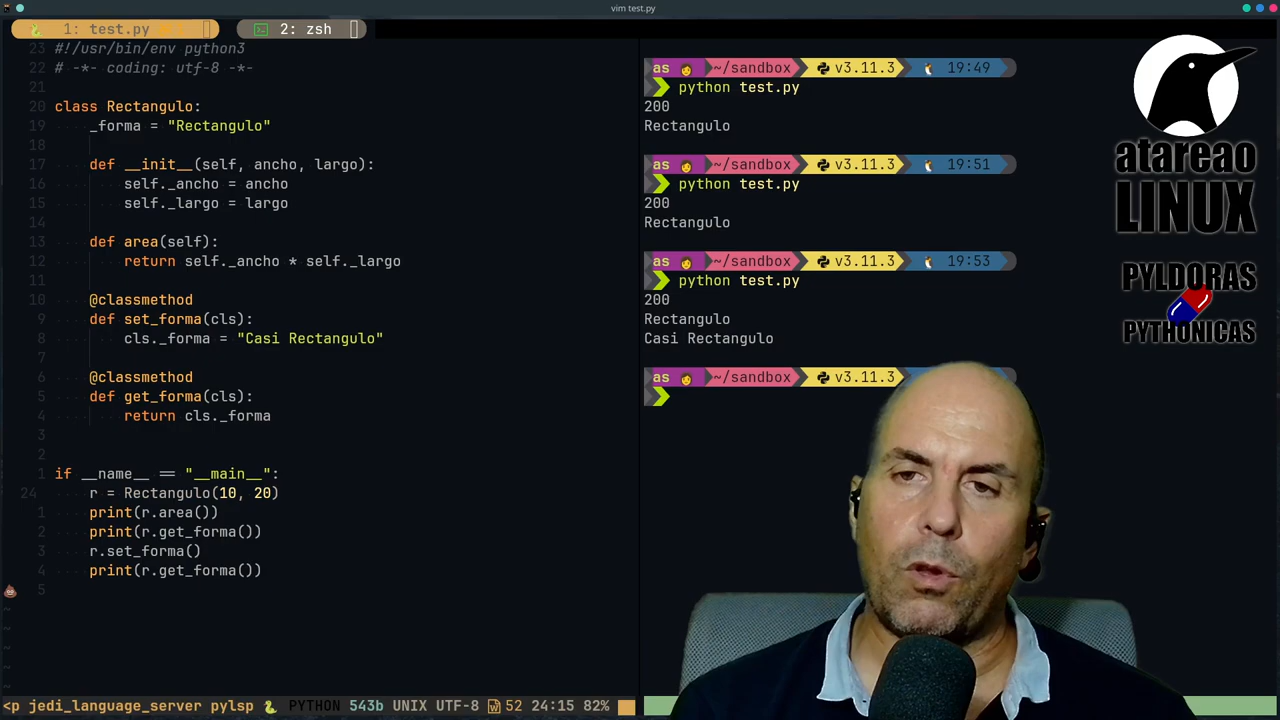 vim test.py
1: test.py
2: zsh
23 #!/usr/bin/env python3
22 # -*- coding: utf-8 -*-
21
20 class Rectangulo:
19 _forma = "Rectangulo"
18
17 def __init__(self, ancho, largo):
16 self._ancho = ancho
15 self._largo = largo
14
13 def area(self):
12 return self._ancho * self._largo
11
10 @classmethod
9 def set_forma(cls):
8 cls._forma = "Casi Rectangulo"
7
6 @classmethod
5 def get_forma(cls):
4 return cls._forma
3
2
1 if __name__ == "__main__":
24 r = Rectangulo(10, 20)
1 print(r.area())
2 print(r.get_forma())
3 r.set_forma()
4 print(r.get_forma())
5
~
~
~
~
~
<p jedi_language_server pylsp PYTHON 543b UNIX UTF-8 52 24:15 82%
as ~/sandbox v3.11.3 19:49
python test.py
200
Rectangulo
as ~/sandbox v3.11.3 19:51
python test.py
200
Rectangulo
as ~/sandbox v3.11.3 19:53
python test.py
200
Rectangulo
Casi Rectangulo
as ~/sandbox v3.11.3
atareao
LINUX
PYLDORAS
PYTHONICAS